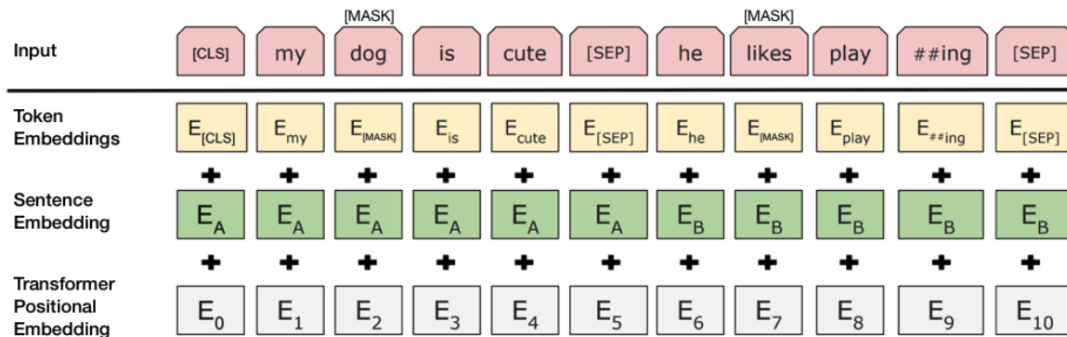 [MASK] [MASK]
Input [CLS] my dog is cute [SEP] he likes play ##ing [SEP]
Token
Embeddings
E[CLS] Emy E[MASK] Eis Ecute E[SEP] Ehe E[MASK] Eplay E##ing E[SEP]
+ + + + + + + + + + +
Sentence
Embedding
EA EA EA EA EA EA EB EB EB EB EB
+ + + + + + + + + + +
Transformer
Positional
Embedding
E0 E1 E2 E3 E4 E5 E6 E7 E8 E9 E10